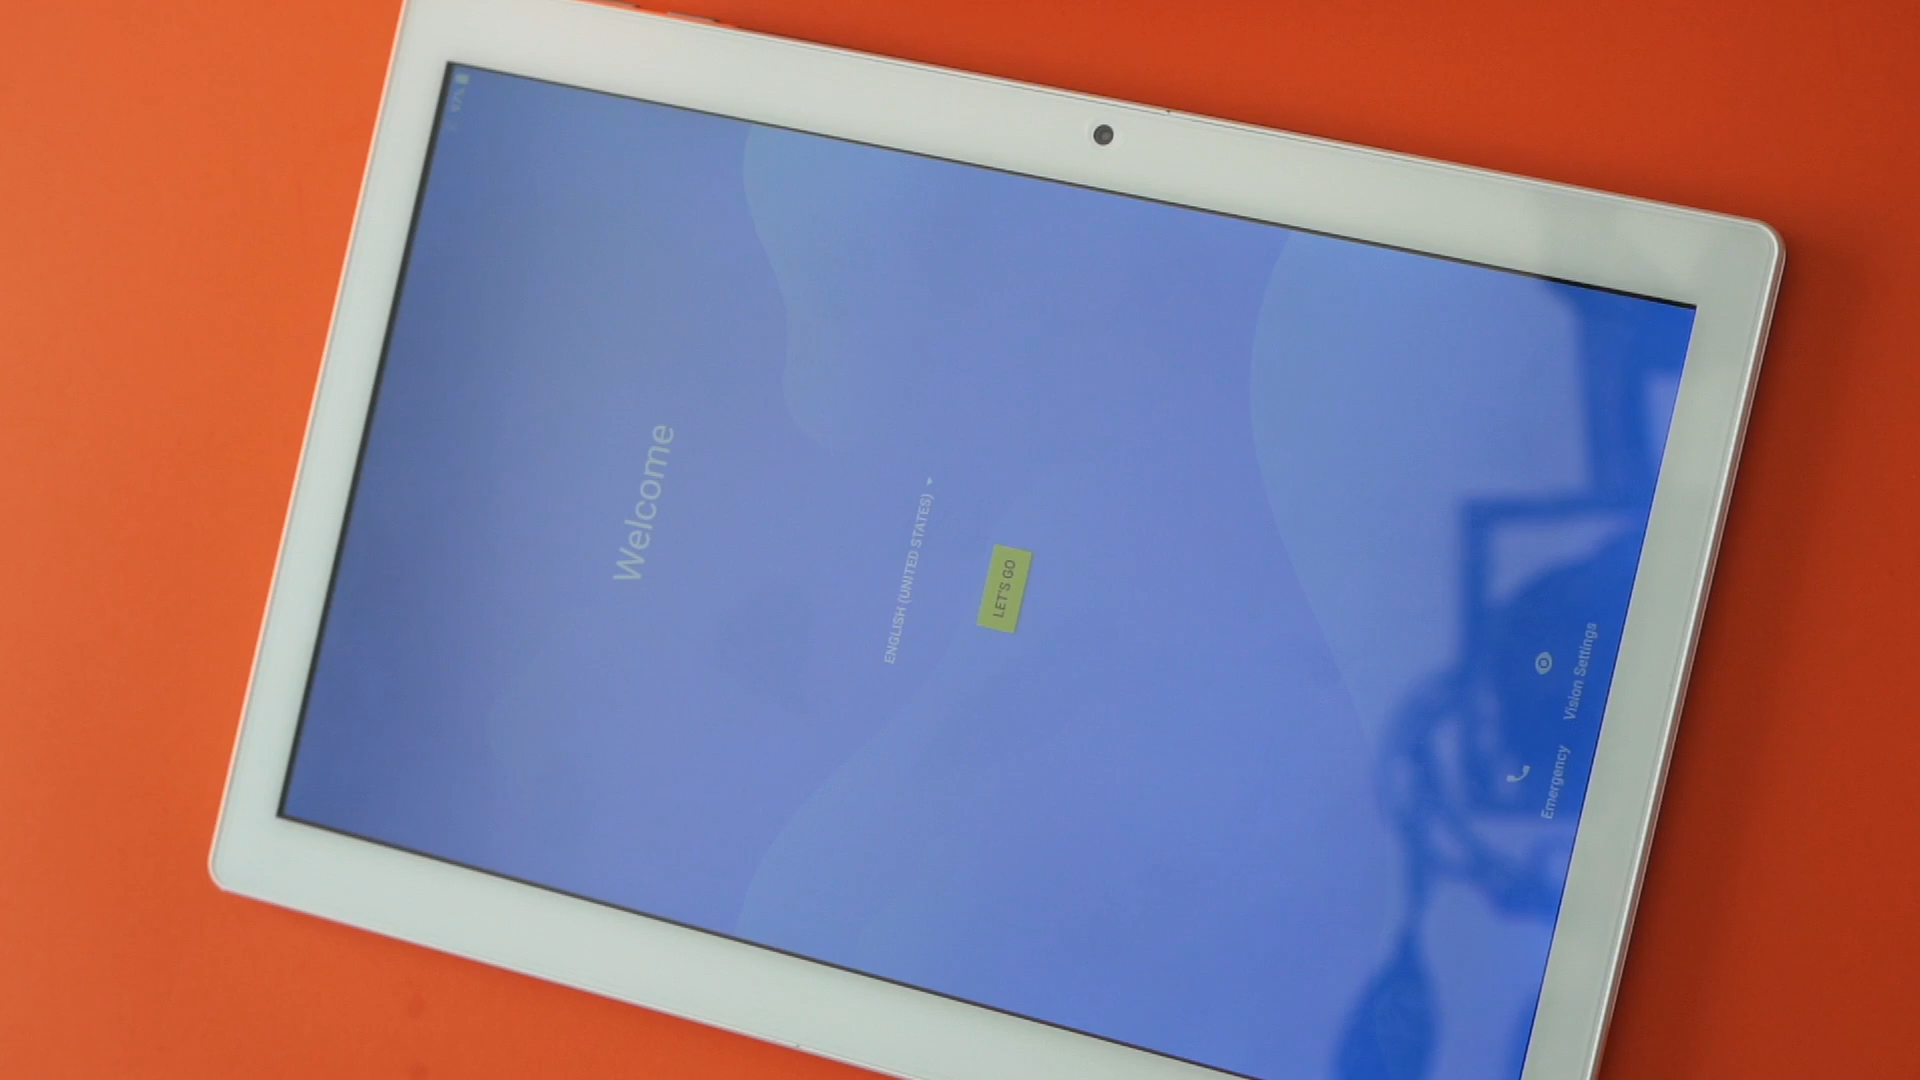 Welcome
ENGLISH (UNITED STATES)
LET'S GO
Emergency
Vision Settings